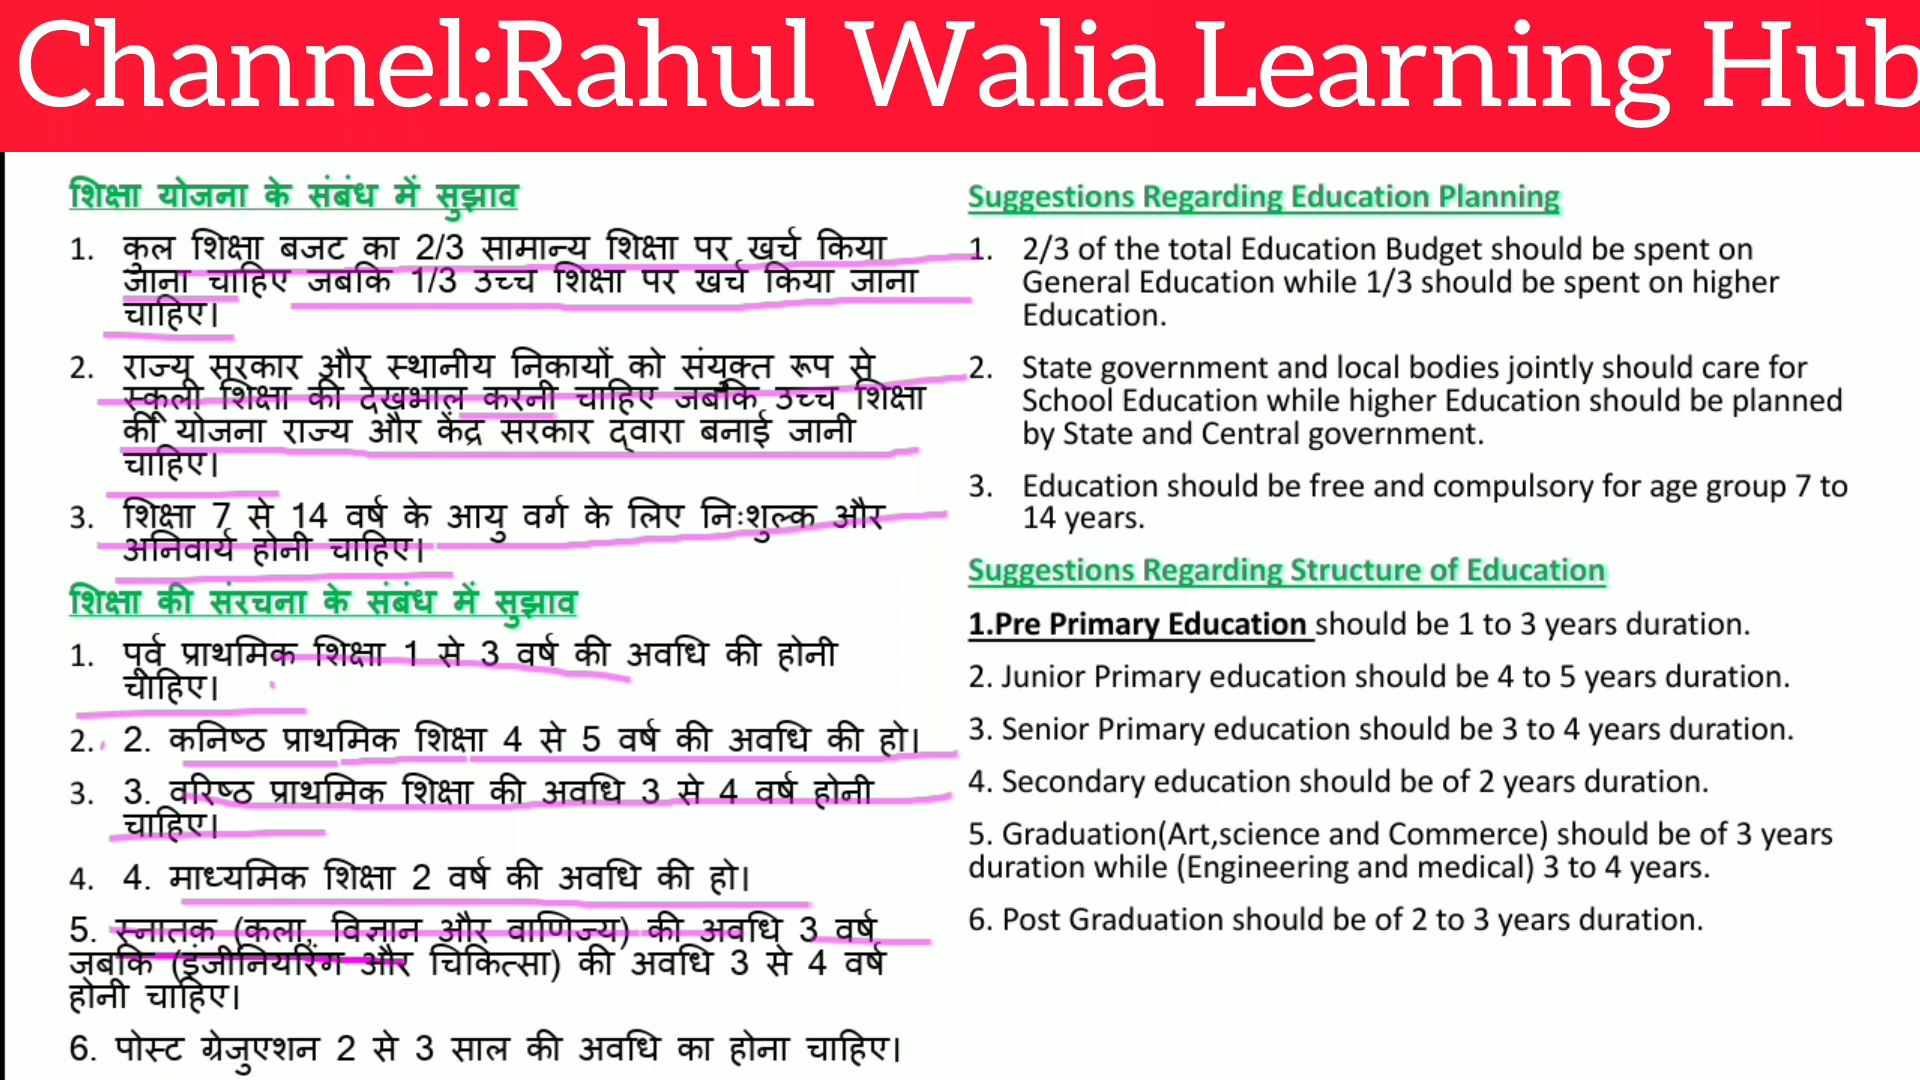 Channel:Rahul Walia Learning Hub
शिक्षा योजना के संबंध में सुझाव
1. कुल शिक्षा बजट का 2/3 सामान्य शिक्षा पर खर्च किया
जाना चाहिए जबकि 1/3 उच्च शिक्षा पर खर्च किया जाना
चाहिए।
2. राज्य सरकार और स्थानीय निकायों को संयुक्त रूप से
स्कूली शिक्षा की देखभाल करनी चाहिए जबकि उच्च शिक्षा
की योजना राज्य और केंद्र सरकार द्वारा बनाई जानी
चाहिए।
3. शिक्षा 7 से 14 वर्ष के आयु वर्ग के लिए निःशुल्क और
अनिवार्य होनी चाहिए।
शिक्षा की संरचना के संबंध में सुझाव
1. पूर्व प्राथमिक शिक्षा 1 से 3 वर्ष की अवधि की होनी
चाहिए।
2. 2. कनिष्ठ प्राथमिक शिक्षा 4 से 5 वर्ष की अवधि की हो।
3. 3. वरिष्ठ प्राथमिक शिक्षा की अवधि 3 से 4 वर्ष होनी
चाहिए।
4. 4. माध्यमिक शिक्षा 2 वर्ष की अवधि की हो।
5. स्नातक (कला, विज्ञान और वाणिज्य) की अवधि 3 वर्ष
जबकि (इंजीनियरिंग और चिकित्सा) की अवधि 3 से 4 वर्ष
होनी चाहिए।
6. पोस्ट ग्रेजुएशन 2 से 3 साल की अवधि का होना चाहिए।
Suggestions Regarding Education Planning
1. 2/3 of the total Education Budget should be spent on
General Education while 1/3 should be spent on higher
Education.
2. State government and local bodies jointly should care for
School Education while higher Education should be planned
by State and Central government.
3. Education should be free and compulsory for age group 7 to
14 years.
Suggestions Regarding Structure of Education
1.Pre Primary Education should be 1 to 3 years duration.
2. Junior Primary education should be 4 to 5 years duration.
3. Senior Primary education should be 3 to 4 years duration.
4. Secondary education should be of 2 years duration.
5. Graduation(Art,science and Commerce) should be of 3 years
duration while (Engineering and medical) 3 to 4 years.
6. Post Graduation should be of 2 to 3 years duration.